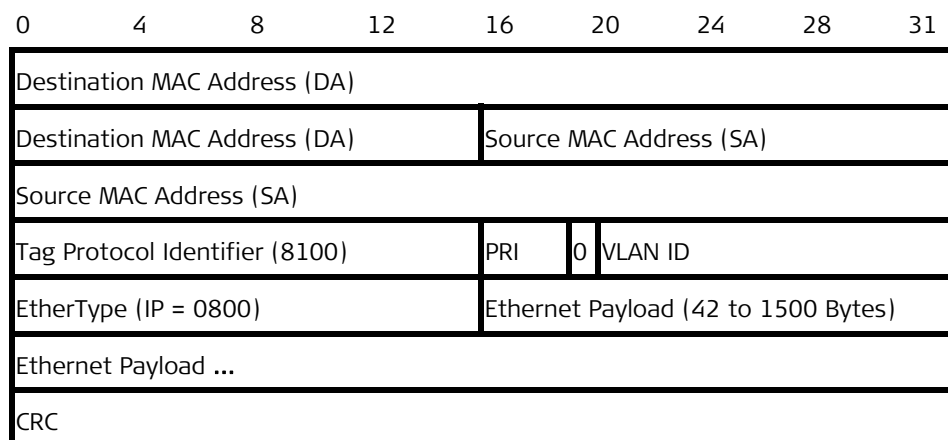 0 4 8 12 16 20 24 28 31
Destination MAC Address (DA)
Destination MAC Address (DA) Source MAC Address (SA)
Source MAC Address (SA)
Tag Protocol Identifier (8100) PRI 0 VLAN ID
EtherType (IP = 0800) Ethernet Payload (42 to 1500 Bytes)
Ethernet Payload ...
CRC